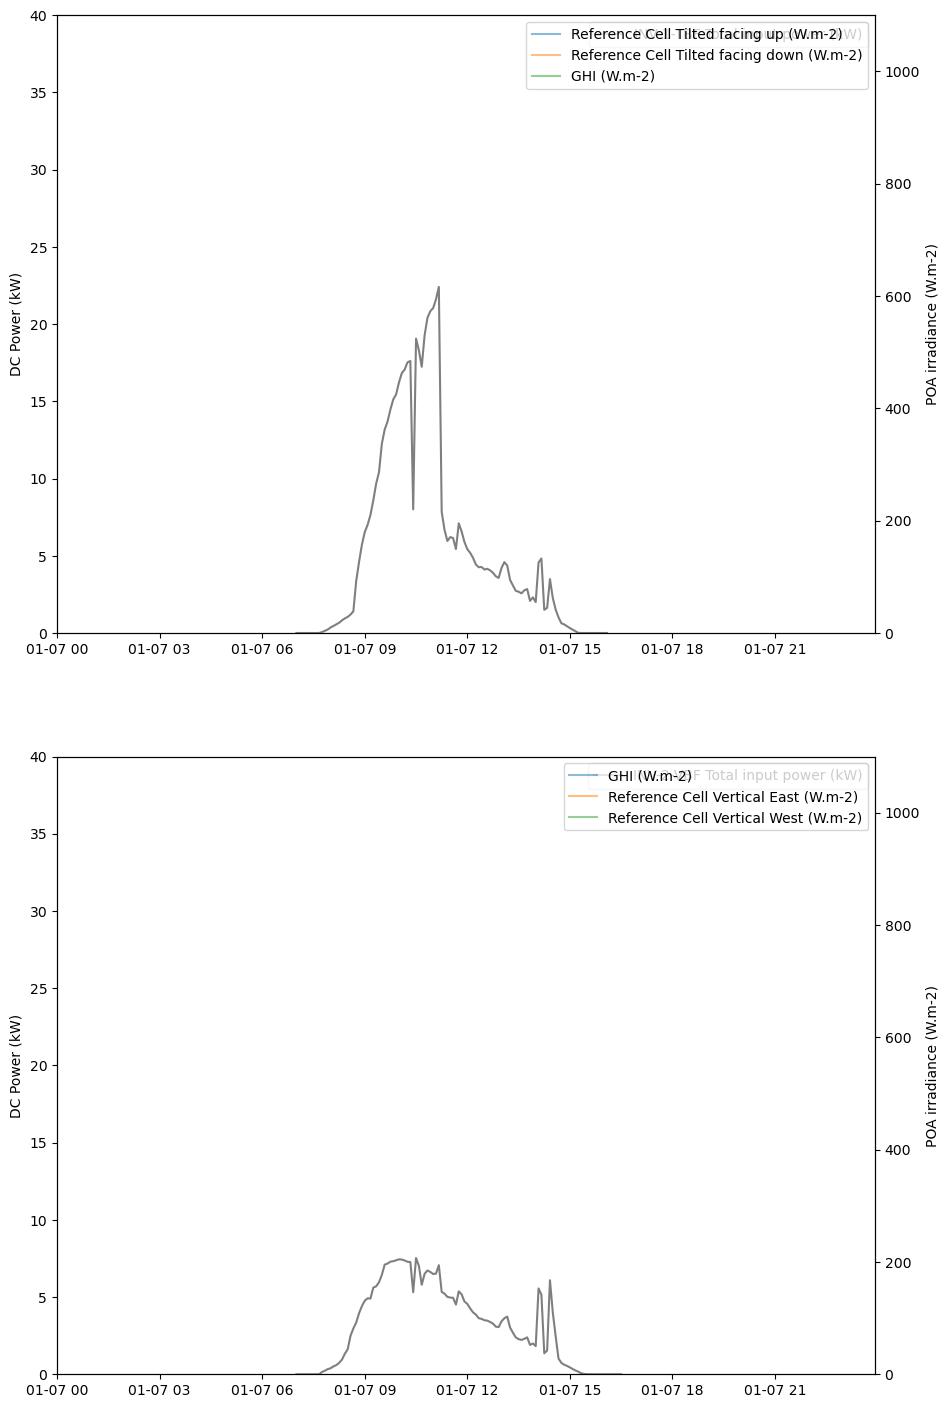 40
35
30
25
20
15
10
5
0
DC Power (kW)
Reference Cell Tilted facing up (W.m-2)
Reference Cell Tilted facing down (W.m-2)
GHI (W.m-2)
1000
800
600
400
200
0
POA irradiance (W.m-2)
01-07 00 01-07 03 01-07 06 01-07 09 01-07 12 01-07 15 01-07 18 01-07 21
40
35
30
25
20
15
10
5
0
DC Power (kW)
GHI (W.m-2) Total input power (kW)
Reference Cell Vertical East (W.m-2)
Reference Cell Vertical West (W.m-2)
1000
800
600
400
200
0
POA irradiance (W.m-2)
01-07 00 01-07 03 01-07 06 01-07 09 01-07 12 01-07 15 01-07 18 01-07 21